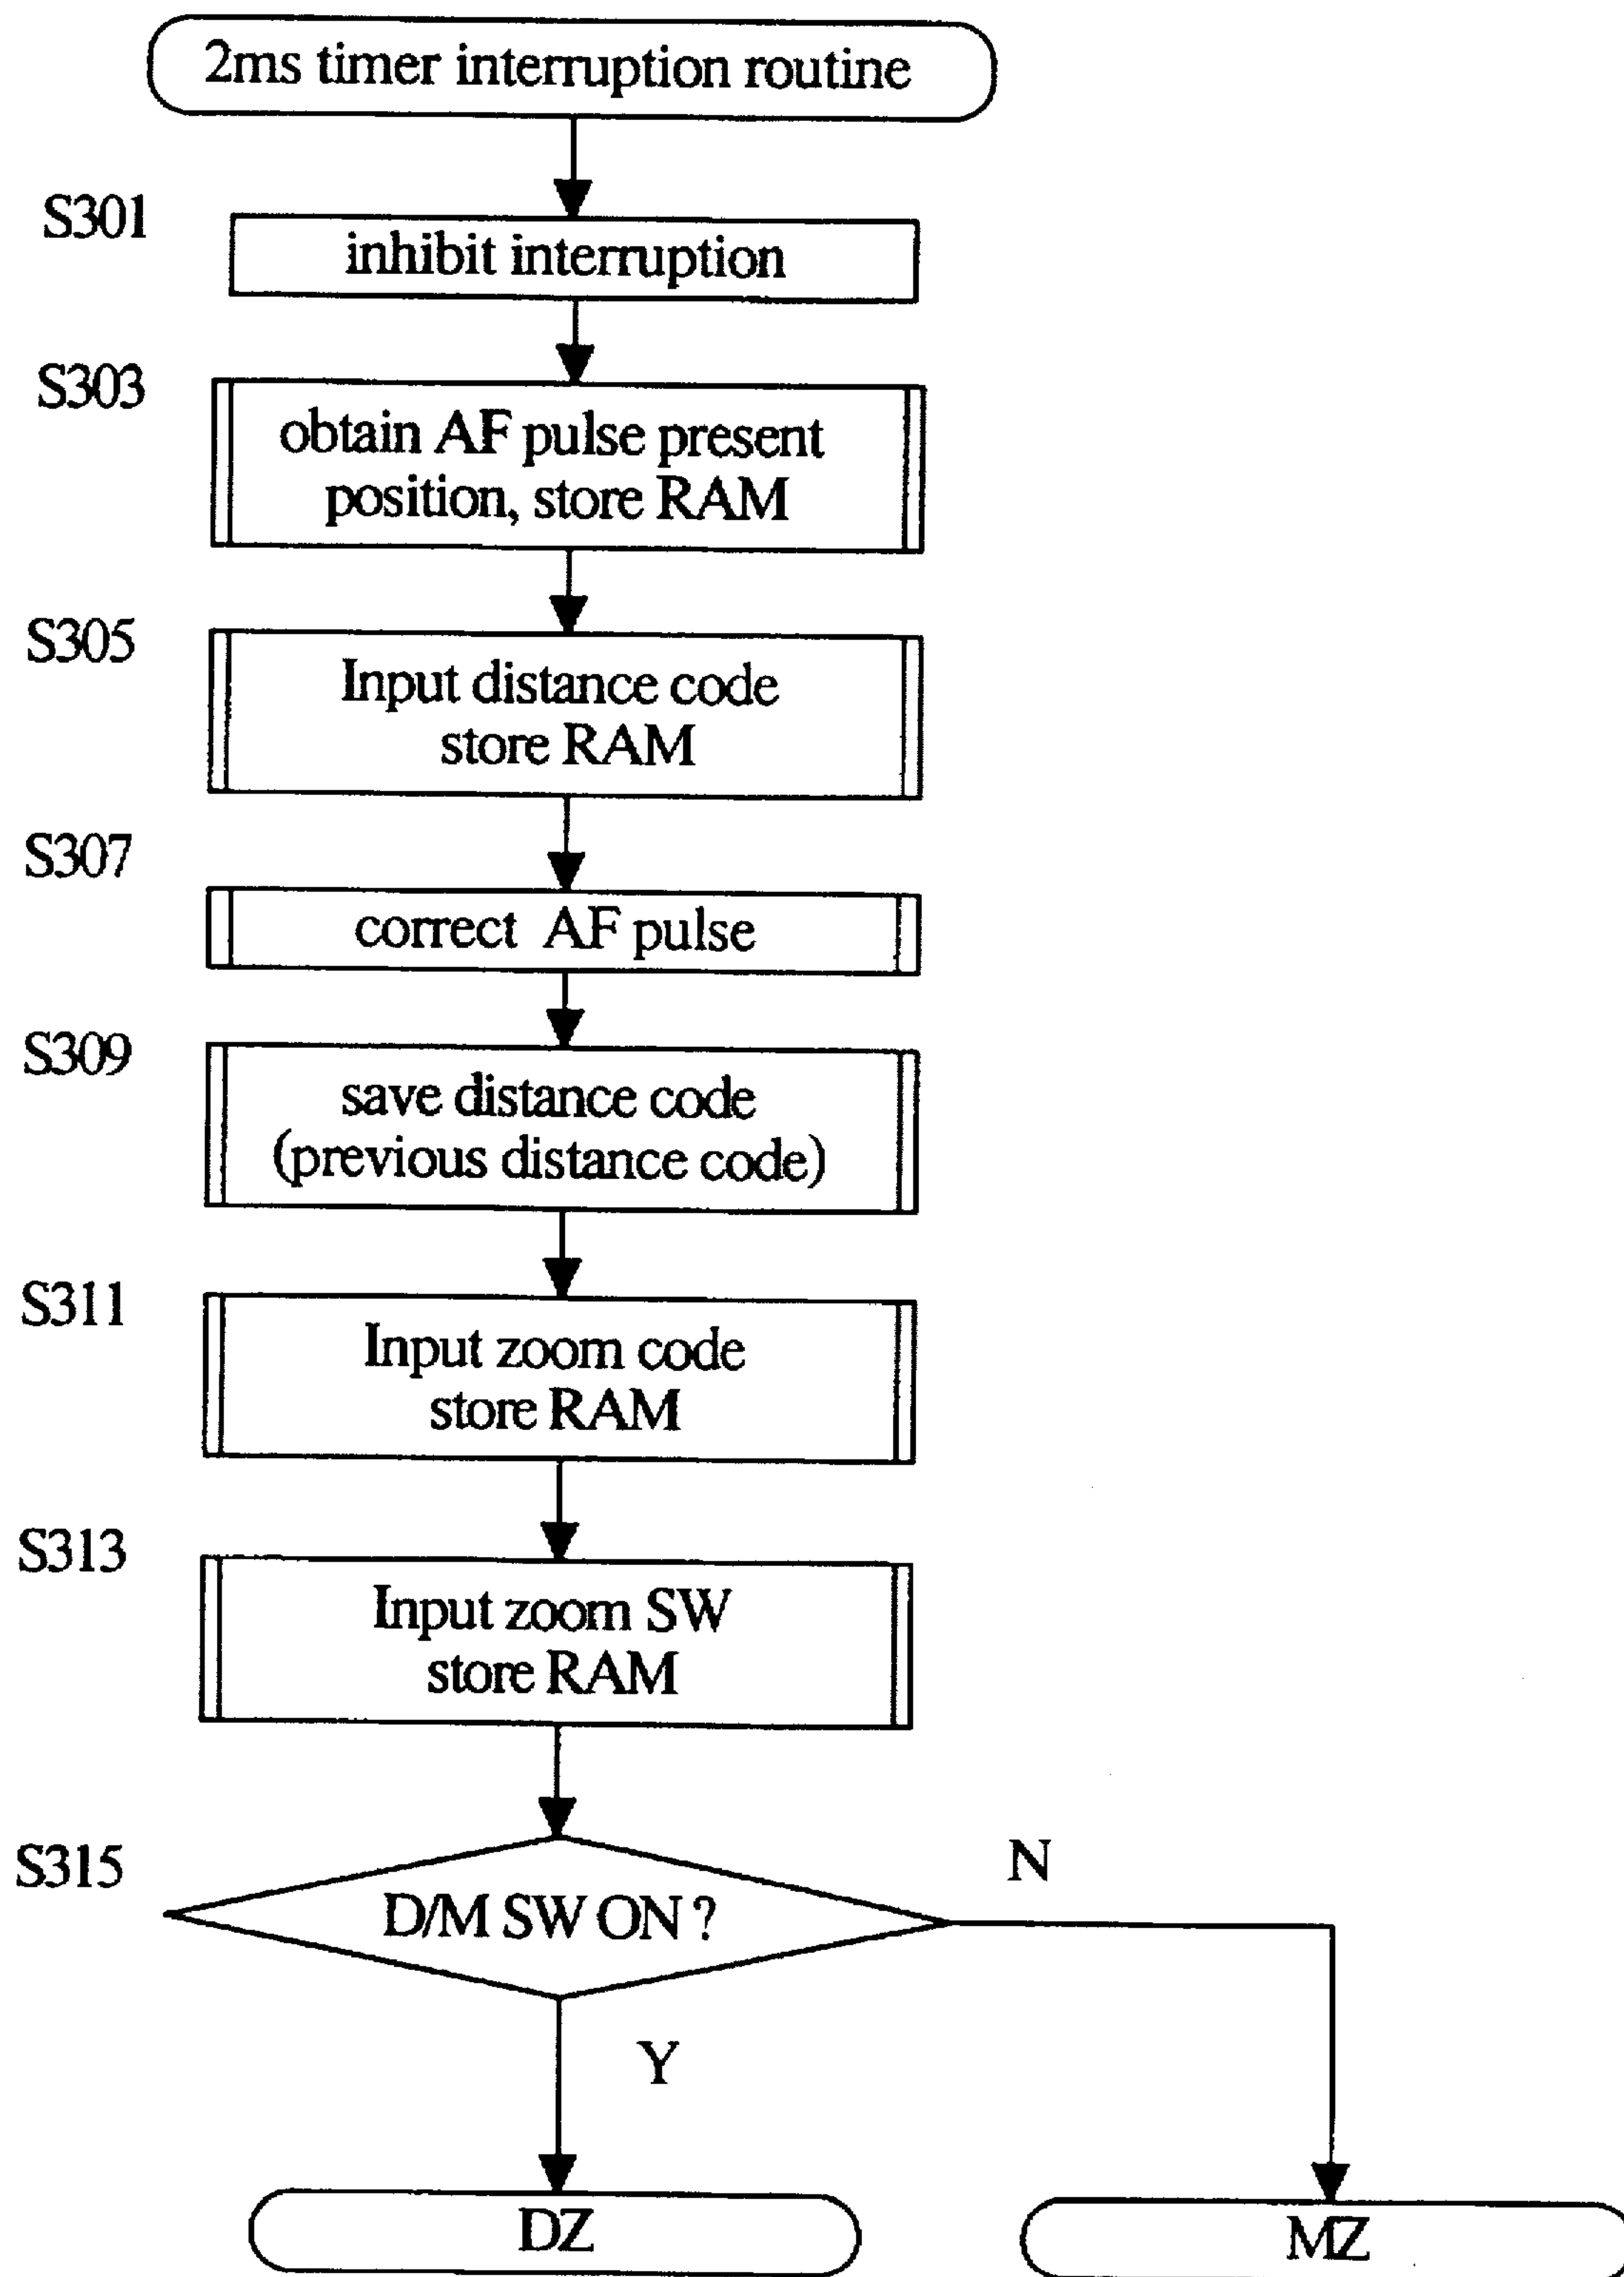 2ms timer interruption routine
S301
inhibit interruption
S303
obtain AF pulse present
position, store RAM
S305
Input distance code
store RAM
S307
correct AF pulse
S309
save distance code
(previous distance code)
S311
Input zoom code
store RAM
S313
Input zoom SW
store RAM
S315
D/M SW ON ?
N
Y
DZ
MZ